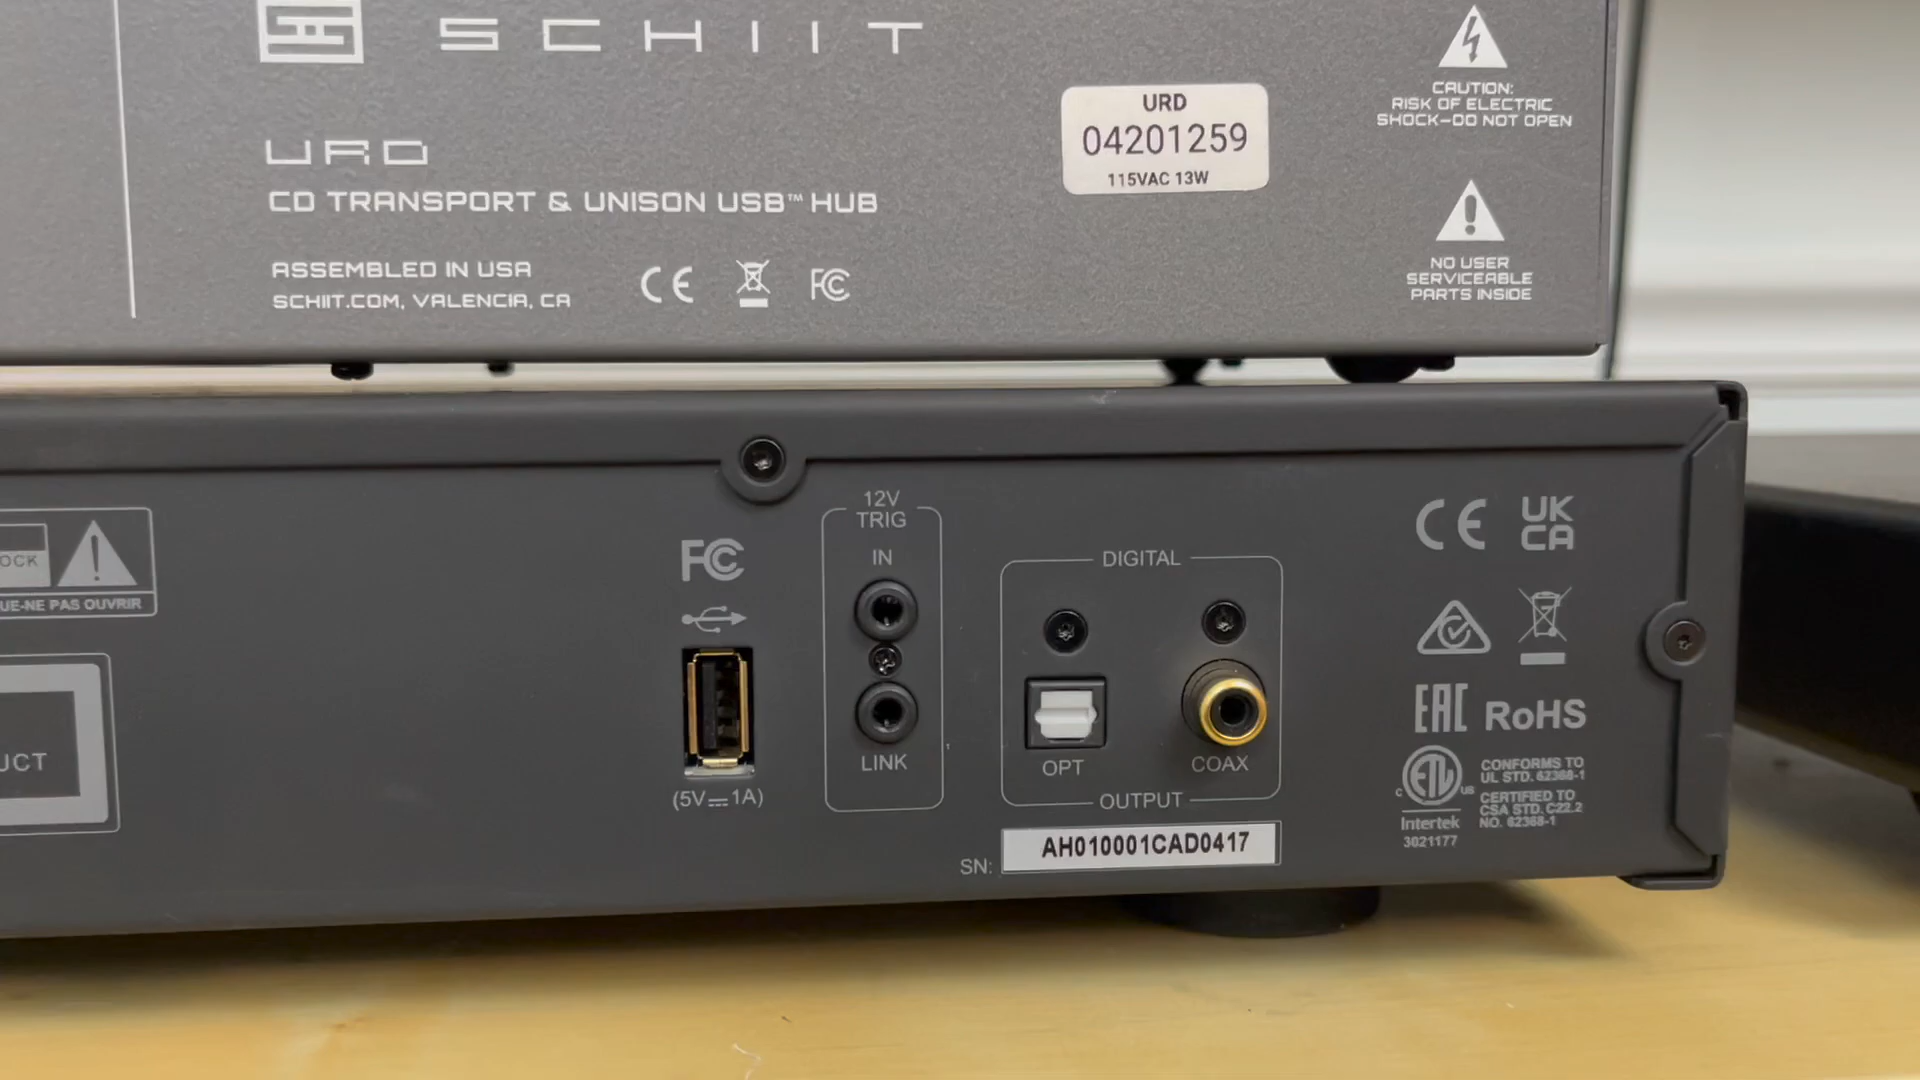 SCHIIT
URD
CD TRANSPORT & UNISON USB™ HUB
ASSEMBLED IN USA
SCHIIT.COM, VALENCIA, CA
CE
FC
URD
04201259
115VAC 13W
CAUTION:
RISK OF ELECTRIC
SHOCK—DO NOT OPEN
NO USER
SERVICEABLE
PARTS INSIDE
OCK
UE-NE PAS OUVRIR
UCT
FC
(5V⎓1A)
12V
TRIG
IN
LINK
DIGITAL
OPT
COAX
OUTPUT
SN:
AH010001CAD0417
CE
UK
CA
EAC
RoHS
ETL
C
US
Intertek
3021177
CONFORMS TO
UL STD. 62368-1
CERTIFIED TO
CSA STD. C22.2
NO. 62368-1